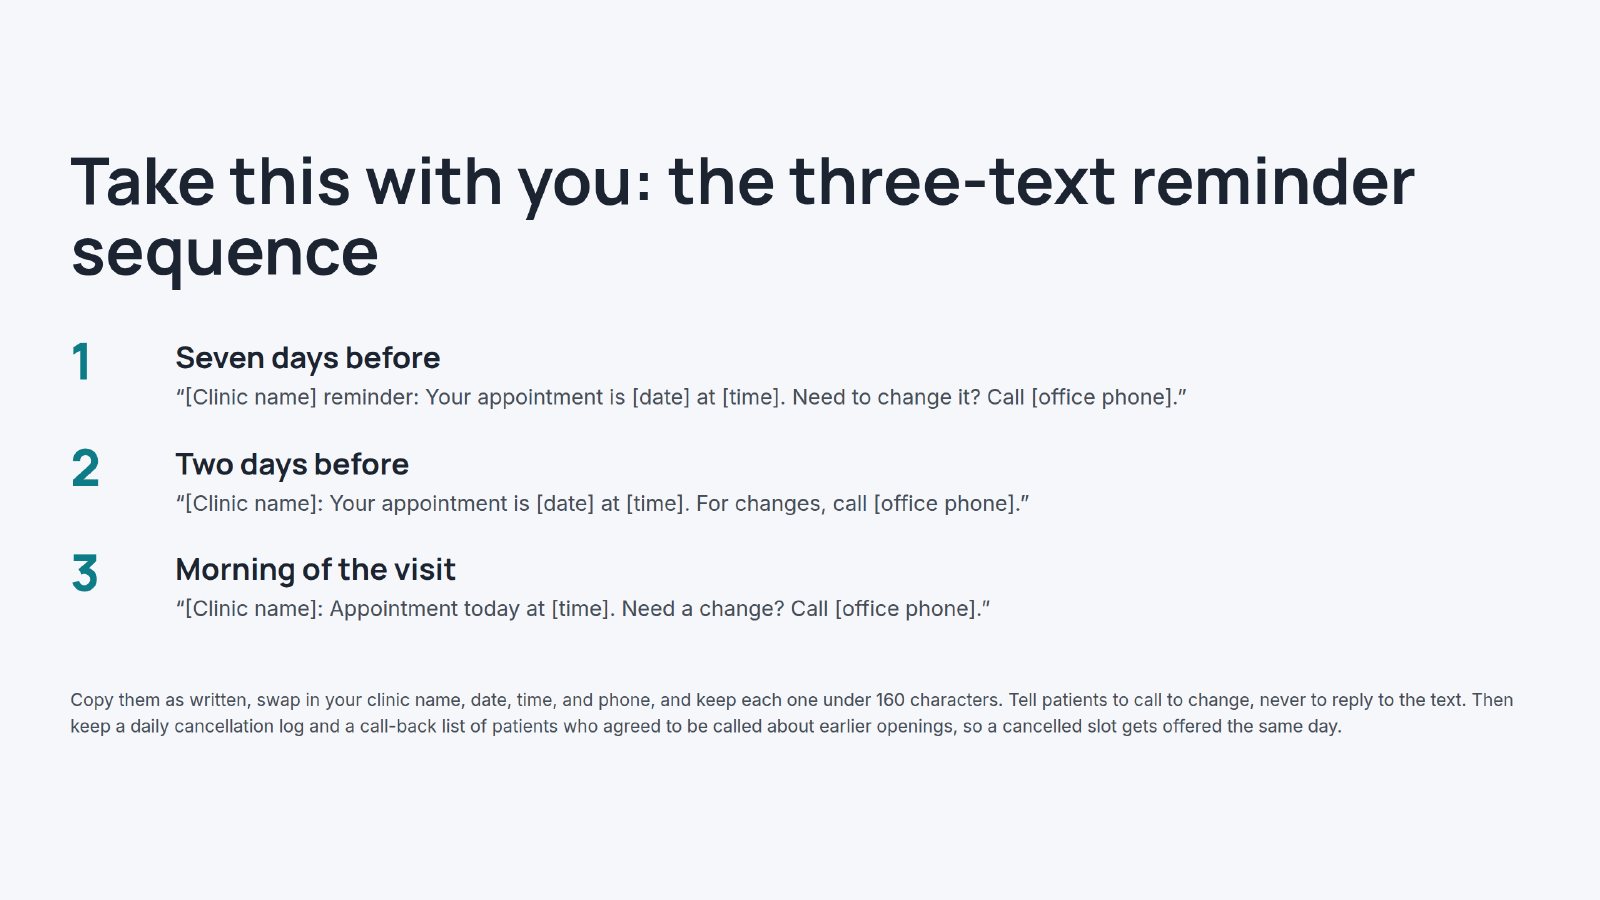 Take this with you: the three-text reminder
sequence
1
Seven days before
“[Clinic name] reminder: Your appointment is [date] at [time]. Need to change it? Call [office phone].”
2
Two days before
“[Clinic name]: Your appointment is [date] at [time]. For changes, call [office phone].”
3
Morning of the visit
“[Clinic name]: Appointment today at [time]. Need a change? Call [office phone].”
Copy them as written, swap in your clinic name, date, time, and phone, and keep each one under 160 characters. Tell patients to call to change, never to reply to the text. Then
keep a daily cancellation log and a call-back list of patients who agreed to be called about earlier openings, so a cancelled slot gets offered the same day.